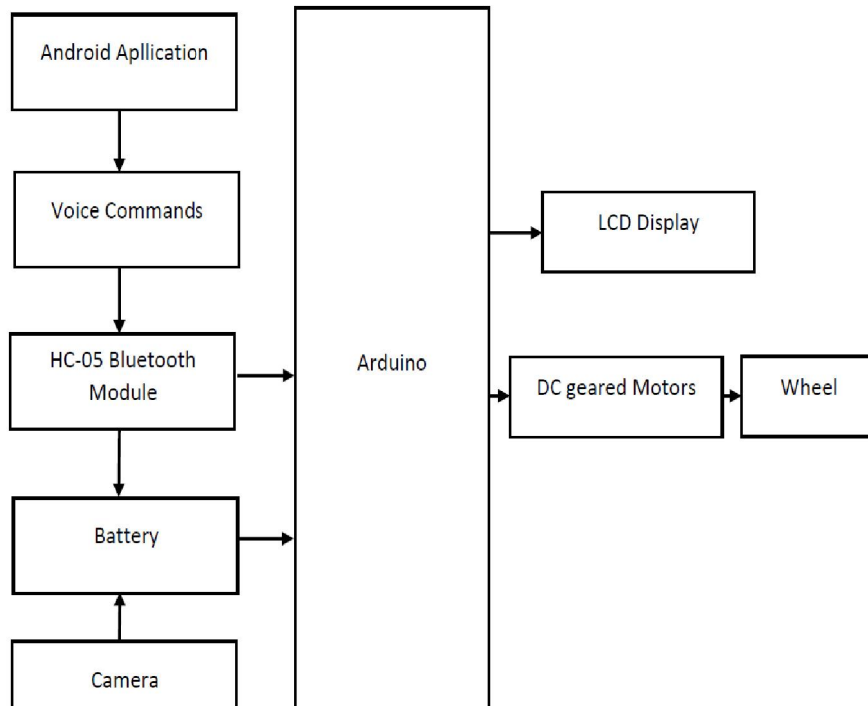 Android Apllication
Voice Commands
HC-05 Bluetooth
Module
Battery
Camera
Arduino
LCD Display
DC geared Motors
Wheel